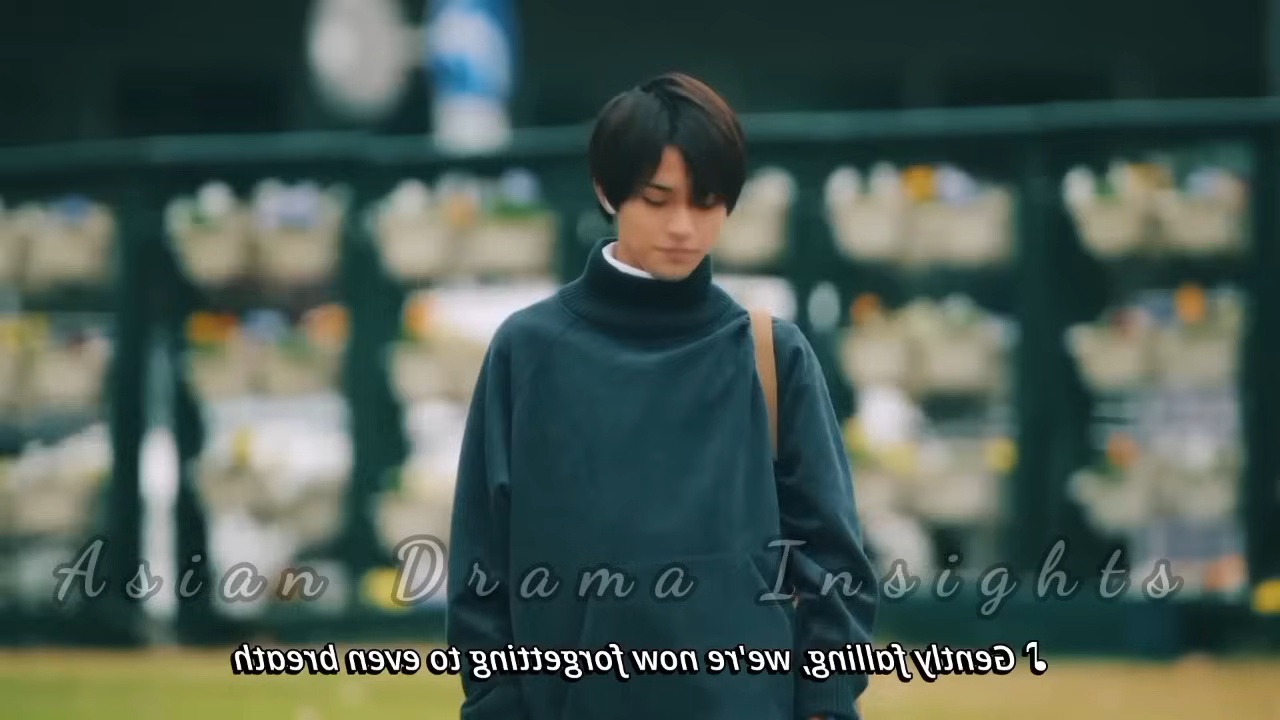 Asian Drama Insights
♪ Gently falling, we're now forgetting to even breath